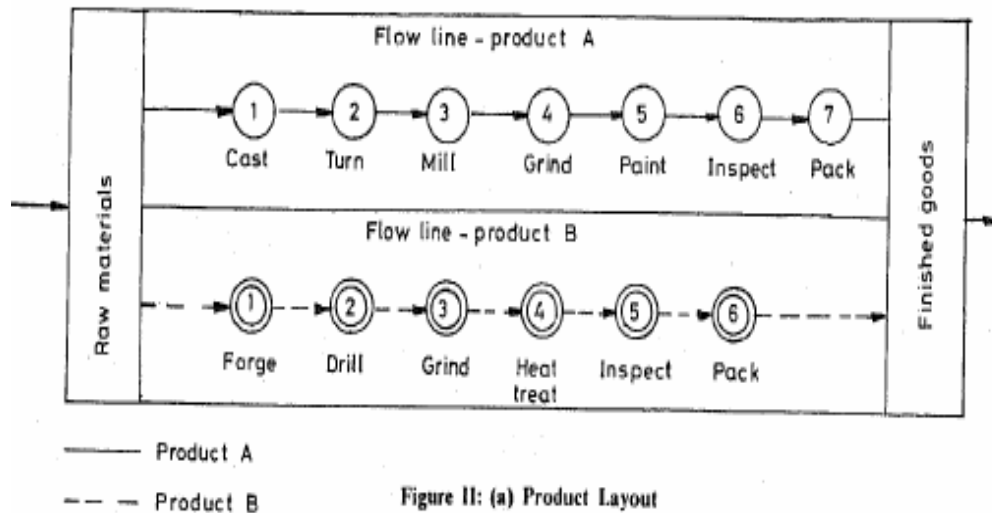 Flow line - product A
1 2 3 4 5 6 7
Cast Turn Mill Grind Paint Inspect Pack
Raw materials
Finished goods
Flow line - product B
1 2 3 4 5 6
Forge Drill Grind Heat treat Inspect Pack
Product A
Product B
Figure II: (a) Product Layout